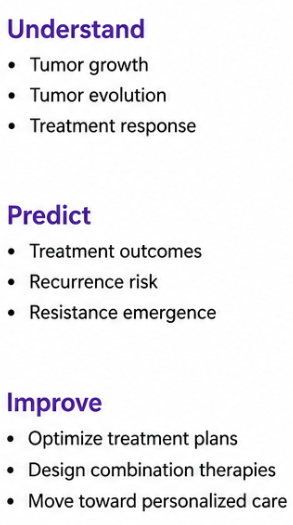 Understand
• Tumor growth
• Tumor evolution
• Treatment response
Predict
• Treatment outcomes
• Recurrence risk
• Resistance emergence
Improve
• Optimize treatment plans
• Design combination therapies
• Move toward personalized care